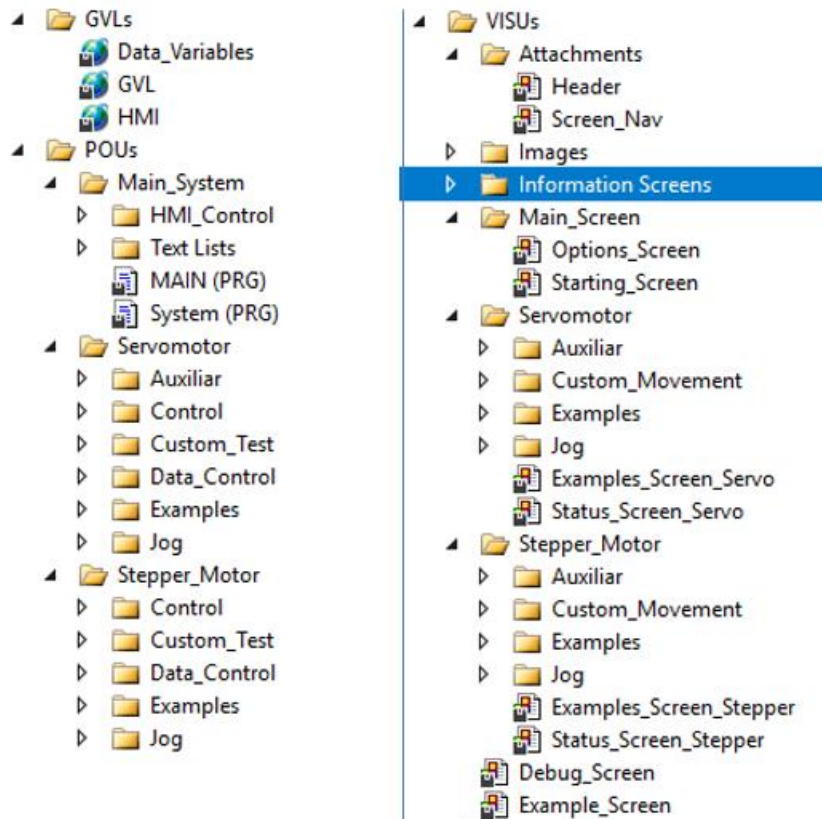 GVLs
Data_Variables
GVL
HMI
POUs
Main_System
HMI_Control
Text Lists
MAIN (PRG)
System (PRG)
Servomotor
Auxiliar
Control
Custom_Test
Data_Control
Examples
Jog
Stepper_Motor
Control
Custom_Test
Data_Control
Examples
Jog
VISUs
Attachments
Header
Screen_Nav
Images
Information Screens
Main_Screen
Options_Screen
Starting_Screen
Servomotor
Auxiliar
Custom_Movement
Examples
Jog
Examples_Screen_Servo
Status_Screen_Servo
Stepper_Motor
Auxiliar
Custom_Movement
Examples
Jog
Examples_Screen_Stepper
Status_Screen_Stepper
Debug_Screen
Example_Screen